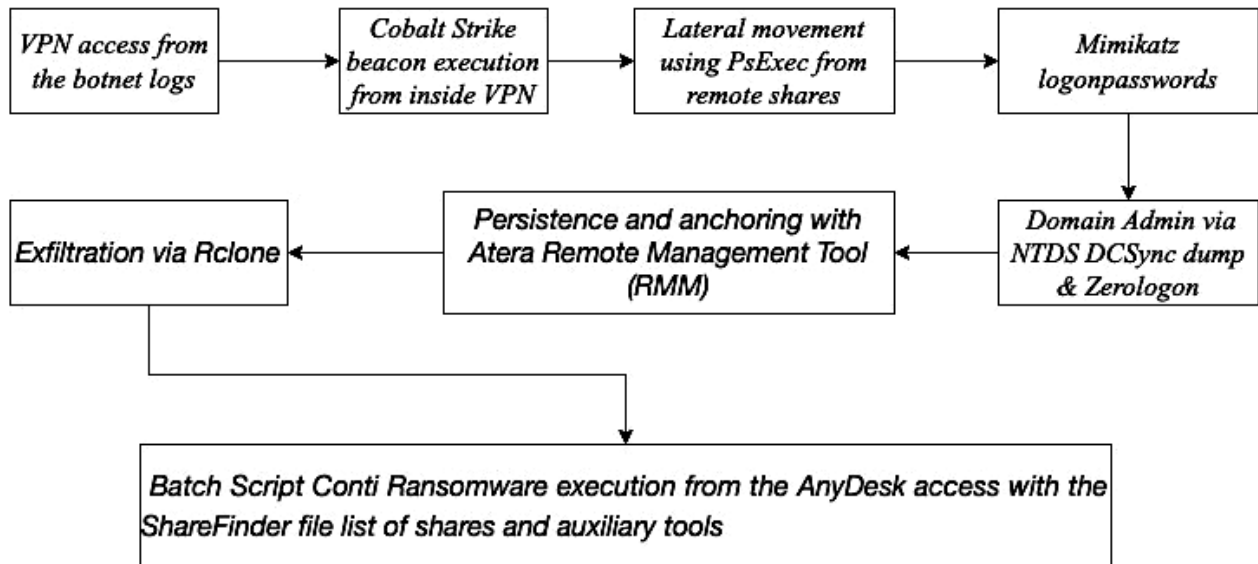 VPN access from
the botnet logs
Cobalt Strike
beacon execution
from inside VPN
Lateral movement
using PsExec from
remote shares
Mimikatz
logonpasswords
Domain Admin via
NTDS DCSync dump
& Zerologon
Persistence and anchoring with
Atera Remote Management Tool
(RMM)
Exfiltration via Rclone
Batch Script Conti Ransomware execution from the AnyDesk access with the
ShareFinder file list of shares and auxiliary tools